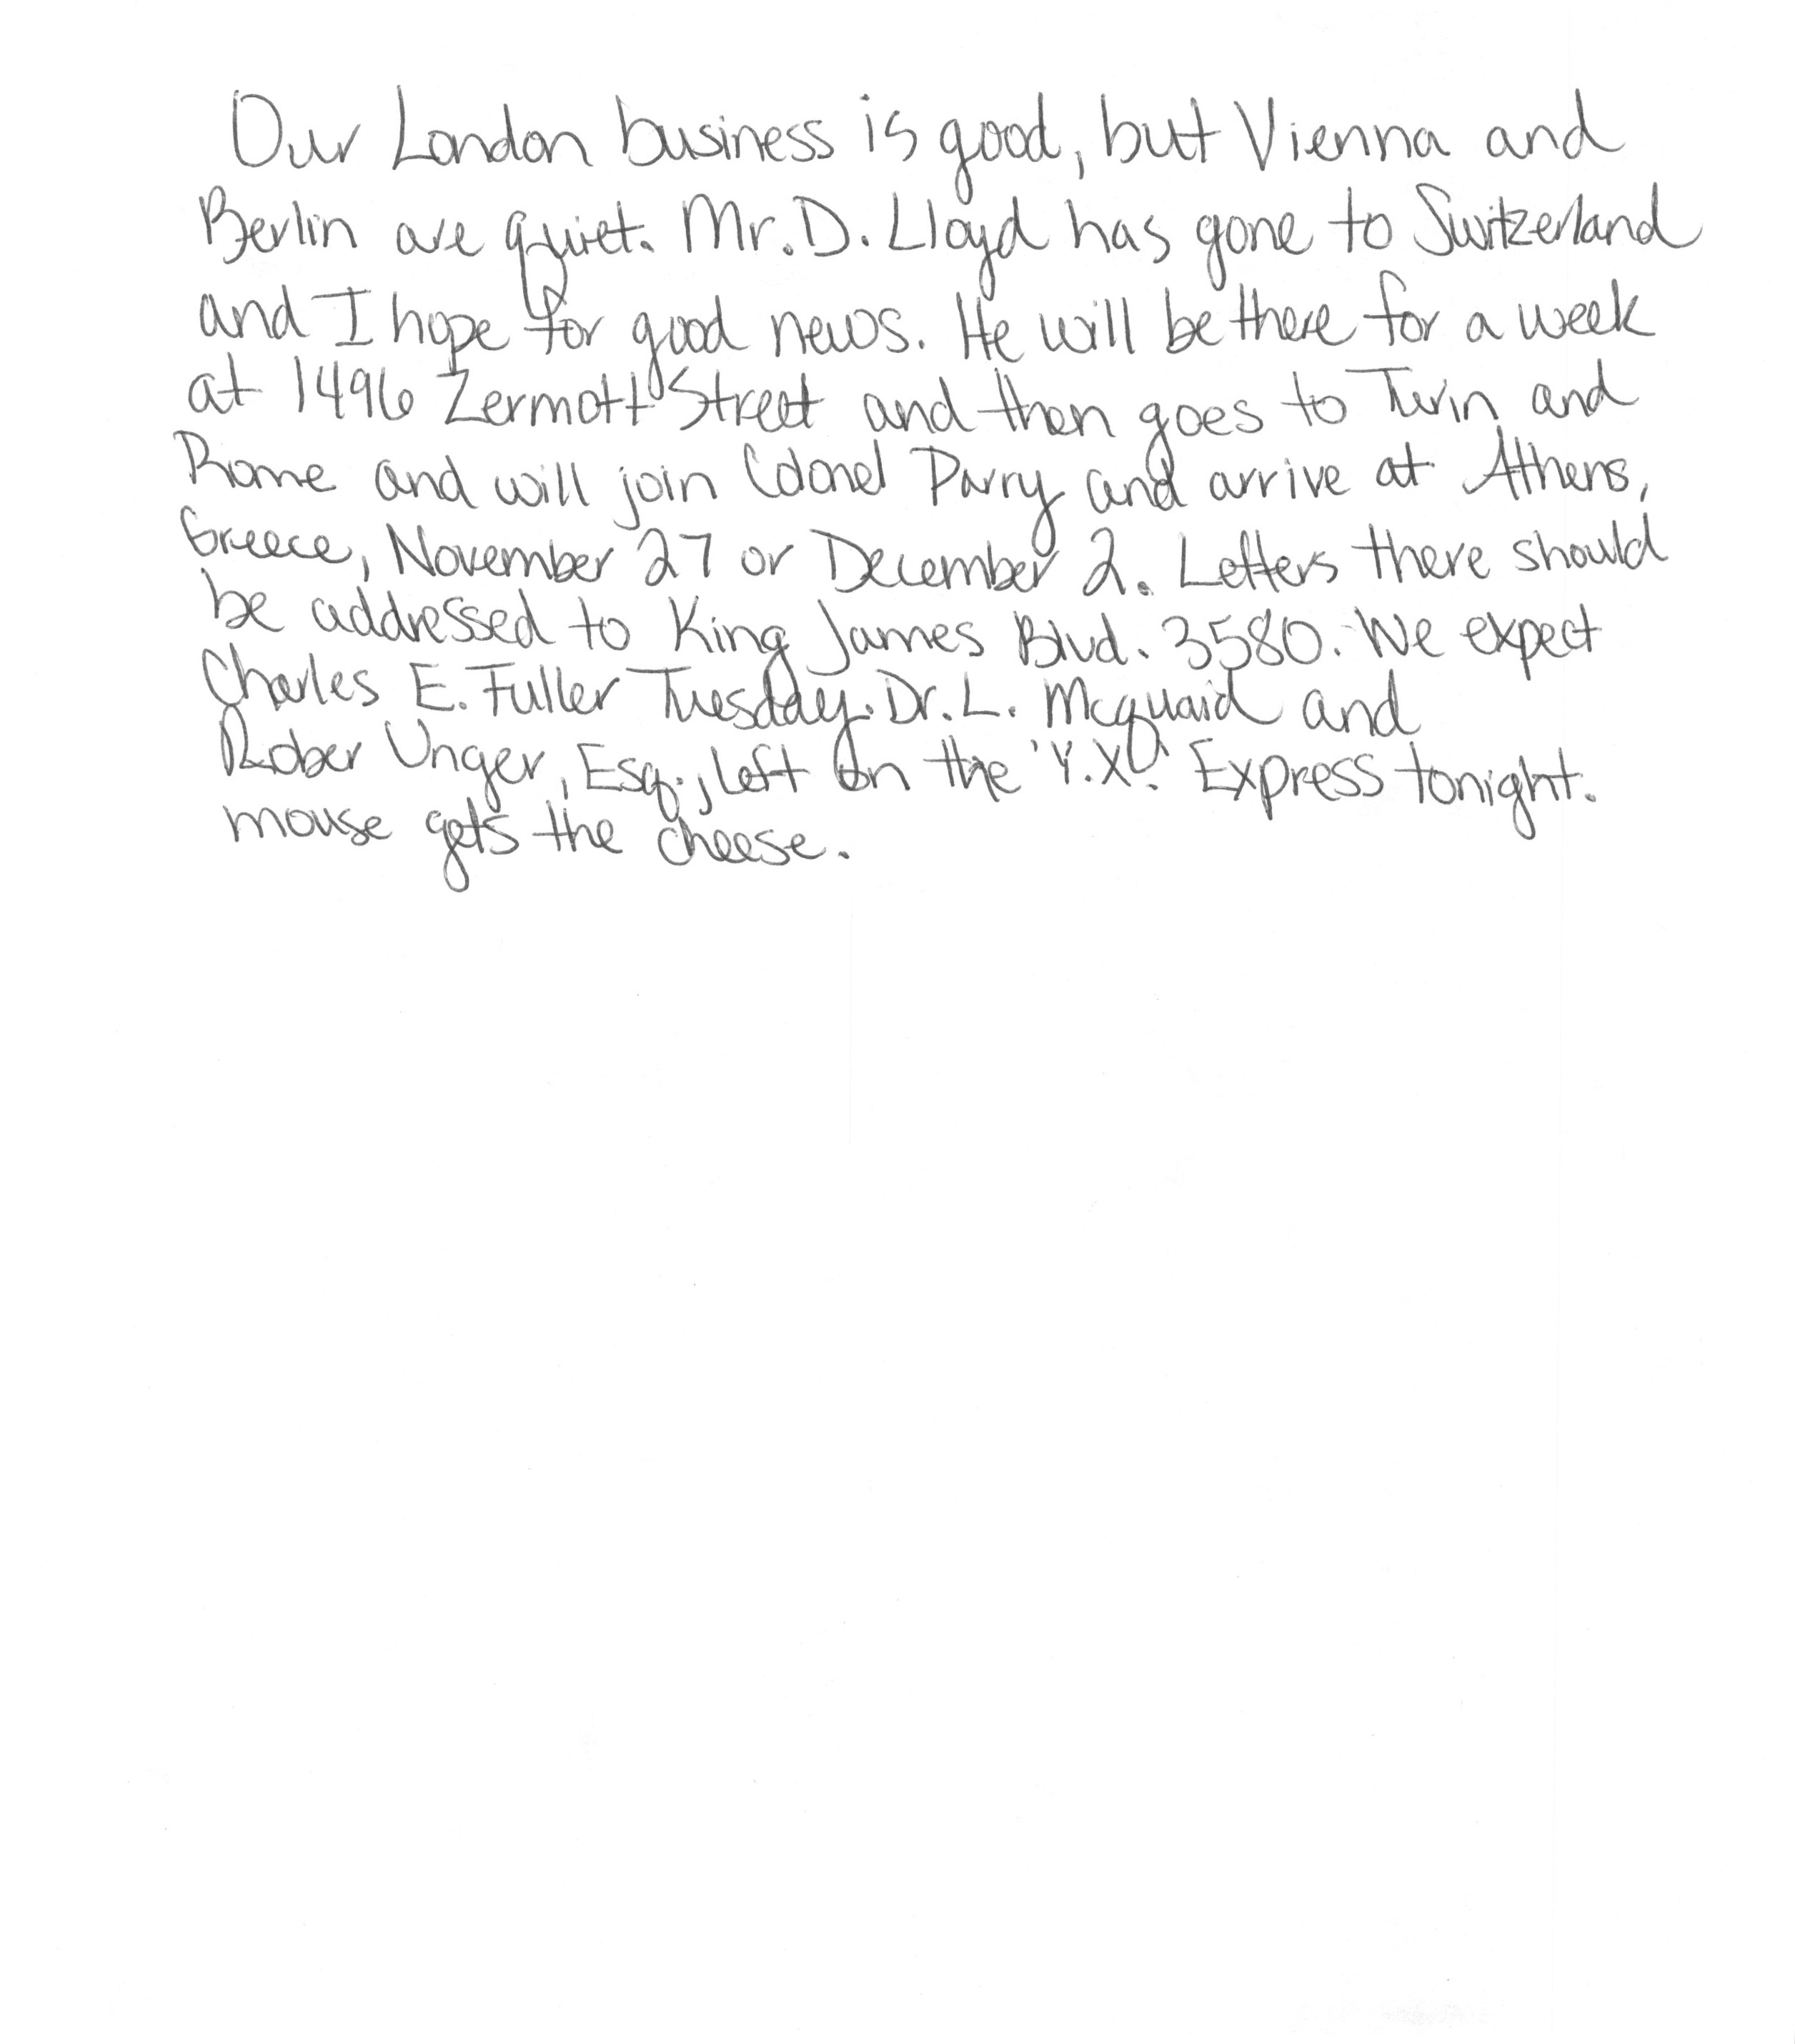 Our London business is good, but Vienna and
Berlin are quiet. Mr. D. Lloyd has gone to Switzerland
and I hope for good news. He will be there for a week
at 1496 Zermott Street and then goes to Turin and
Rome and will join Colonel Parry and arrive at Athens,
Greece, November 27 or December 2. Letters there should
be addressed to King James Blvd. 3580. We expect
Charles E. Fuller Tuesday. Dr. L. Mcquaid and
Rober Unger, Esq., left on the 'Y.X.' Express tonight.
mouse gets the cheese.